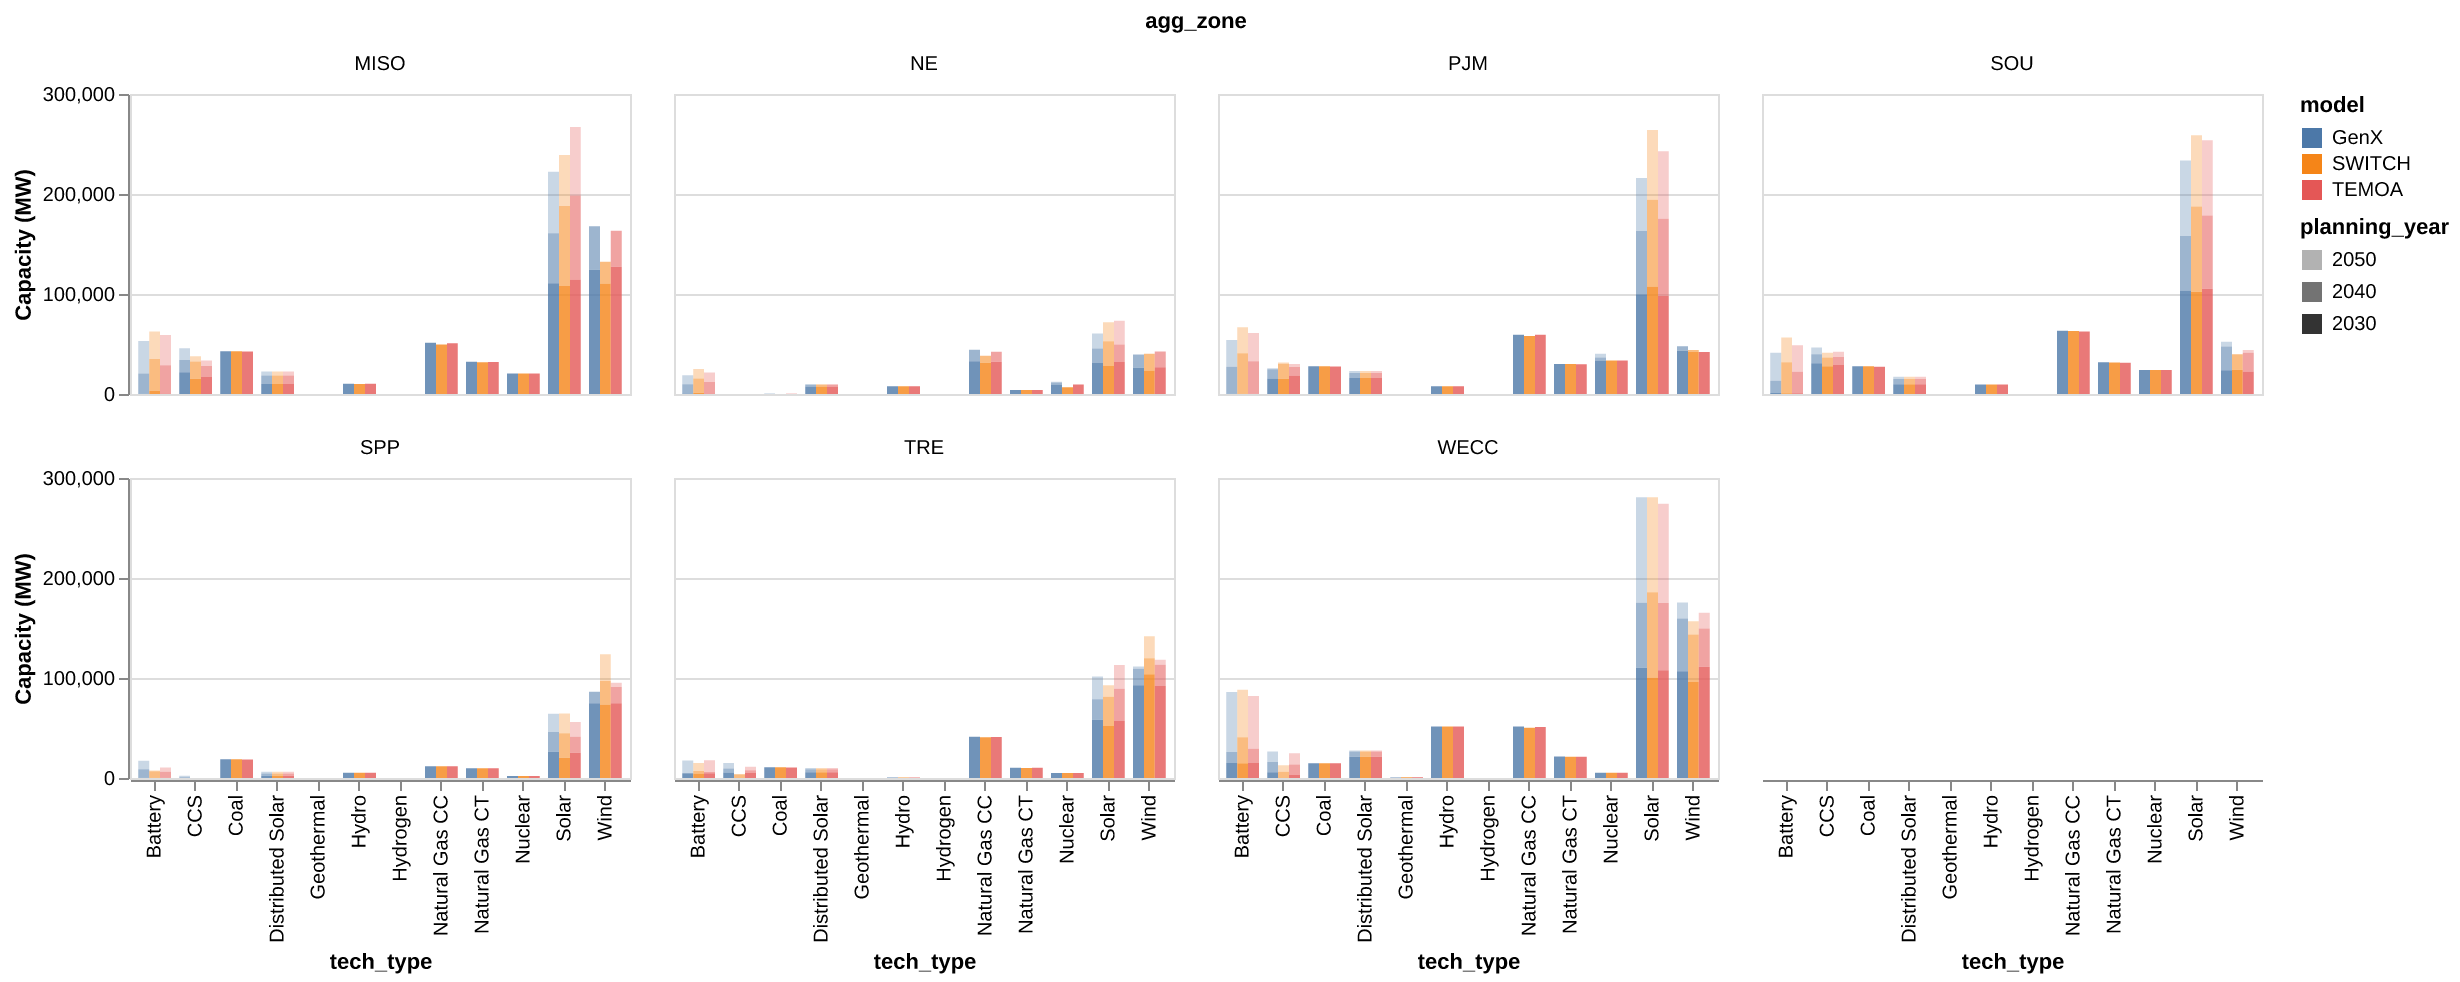 agg_zone
MISO
NE
PJM
SOU
300,000
200,000
100,000
0
Capacity (MW)
model
GenX
SWITCH
TEMOA
planning_year
2050
2040
2030
SPP
TRE
WECC
300,000
200,000
100,000
0
Capacity (MW)
Battery
CCS
Coal
Distributed Solar
Geothermal
Hydro
Hydrogen
Natural Gas CC
Natural Gas CT
Nuclear
Solar
Wind
tech_type
Battery
CCS
Coal
Distributed Solar
Geothermal
Hydro
Hydrogen
Natural Gas CC
Natural Gas CT
Nuclear
Solar
Wind
tech_type
Battery
CCS
Coal
Distributed Solar
Geothermal
Hydro
Hydrogen
Natural Gas CC
Natural Gas CT
Nuclear
Solar
Wind
tech_type
Battery
CCS
Coal
Distributed Solar
Geothermal
Hydro
Hydrogen
Natural Gas CC
Natural Gas CT
Nuclear
Solar
Wind
tech_type